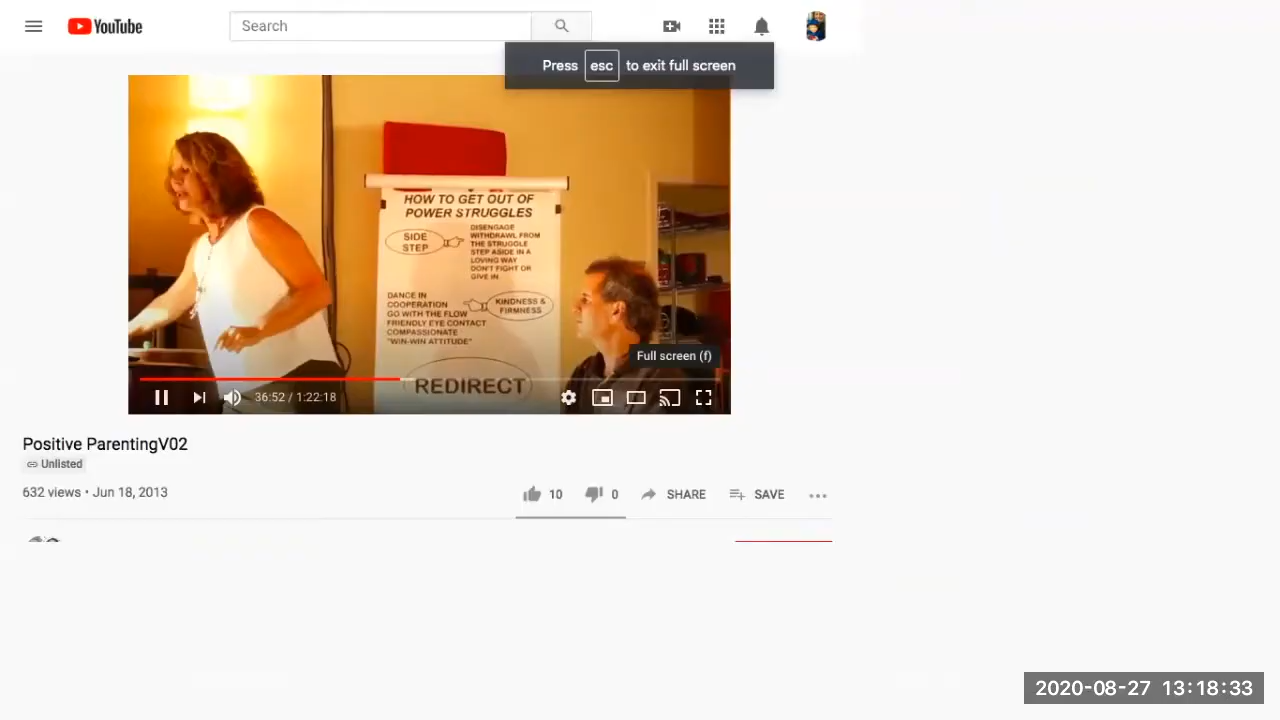 YouTube
Search
Press esc to exit full screen
HOW TO GET OUT OF
POWER STRUGGLES
SIDE
STEP
DISENGAGE
WITHDRAWL FROM
THE STRUGGLE
STEP ASIDE IN A
LOVING WAY
DON'T FIGHT OR
GIVE IN
DANCE IN
COOPERATION
GO WITH THE FLOW
FRIENDLY EYE CONTACT
COMPASSIONATE
"WIN-WIN ATTITUDE"
KINDNESS &
FIRMNESS
REDIRECT
Full screen (f)
36:52 / 1:22:18
Positive ParentingV02
Unlisted
632 views • Jun 18, 2013
10 0 SHARE SAVE
2020-08-27 13:18:33